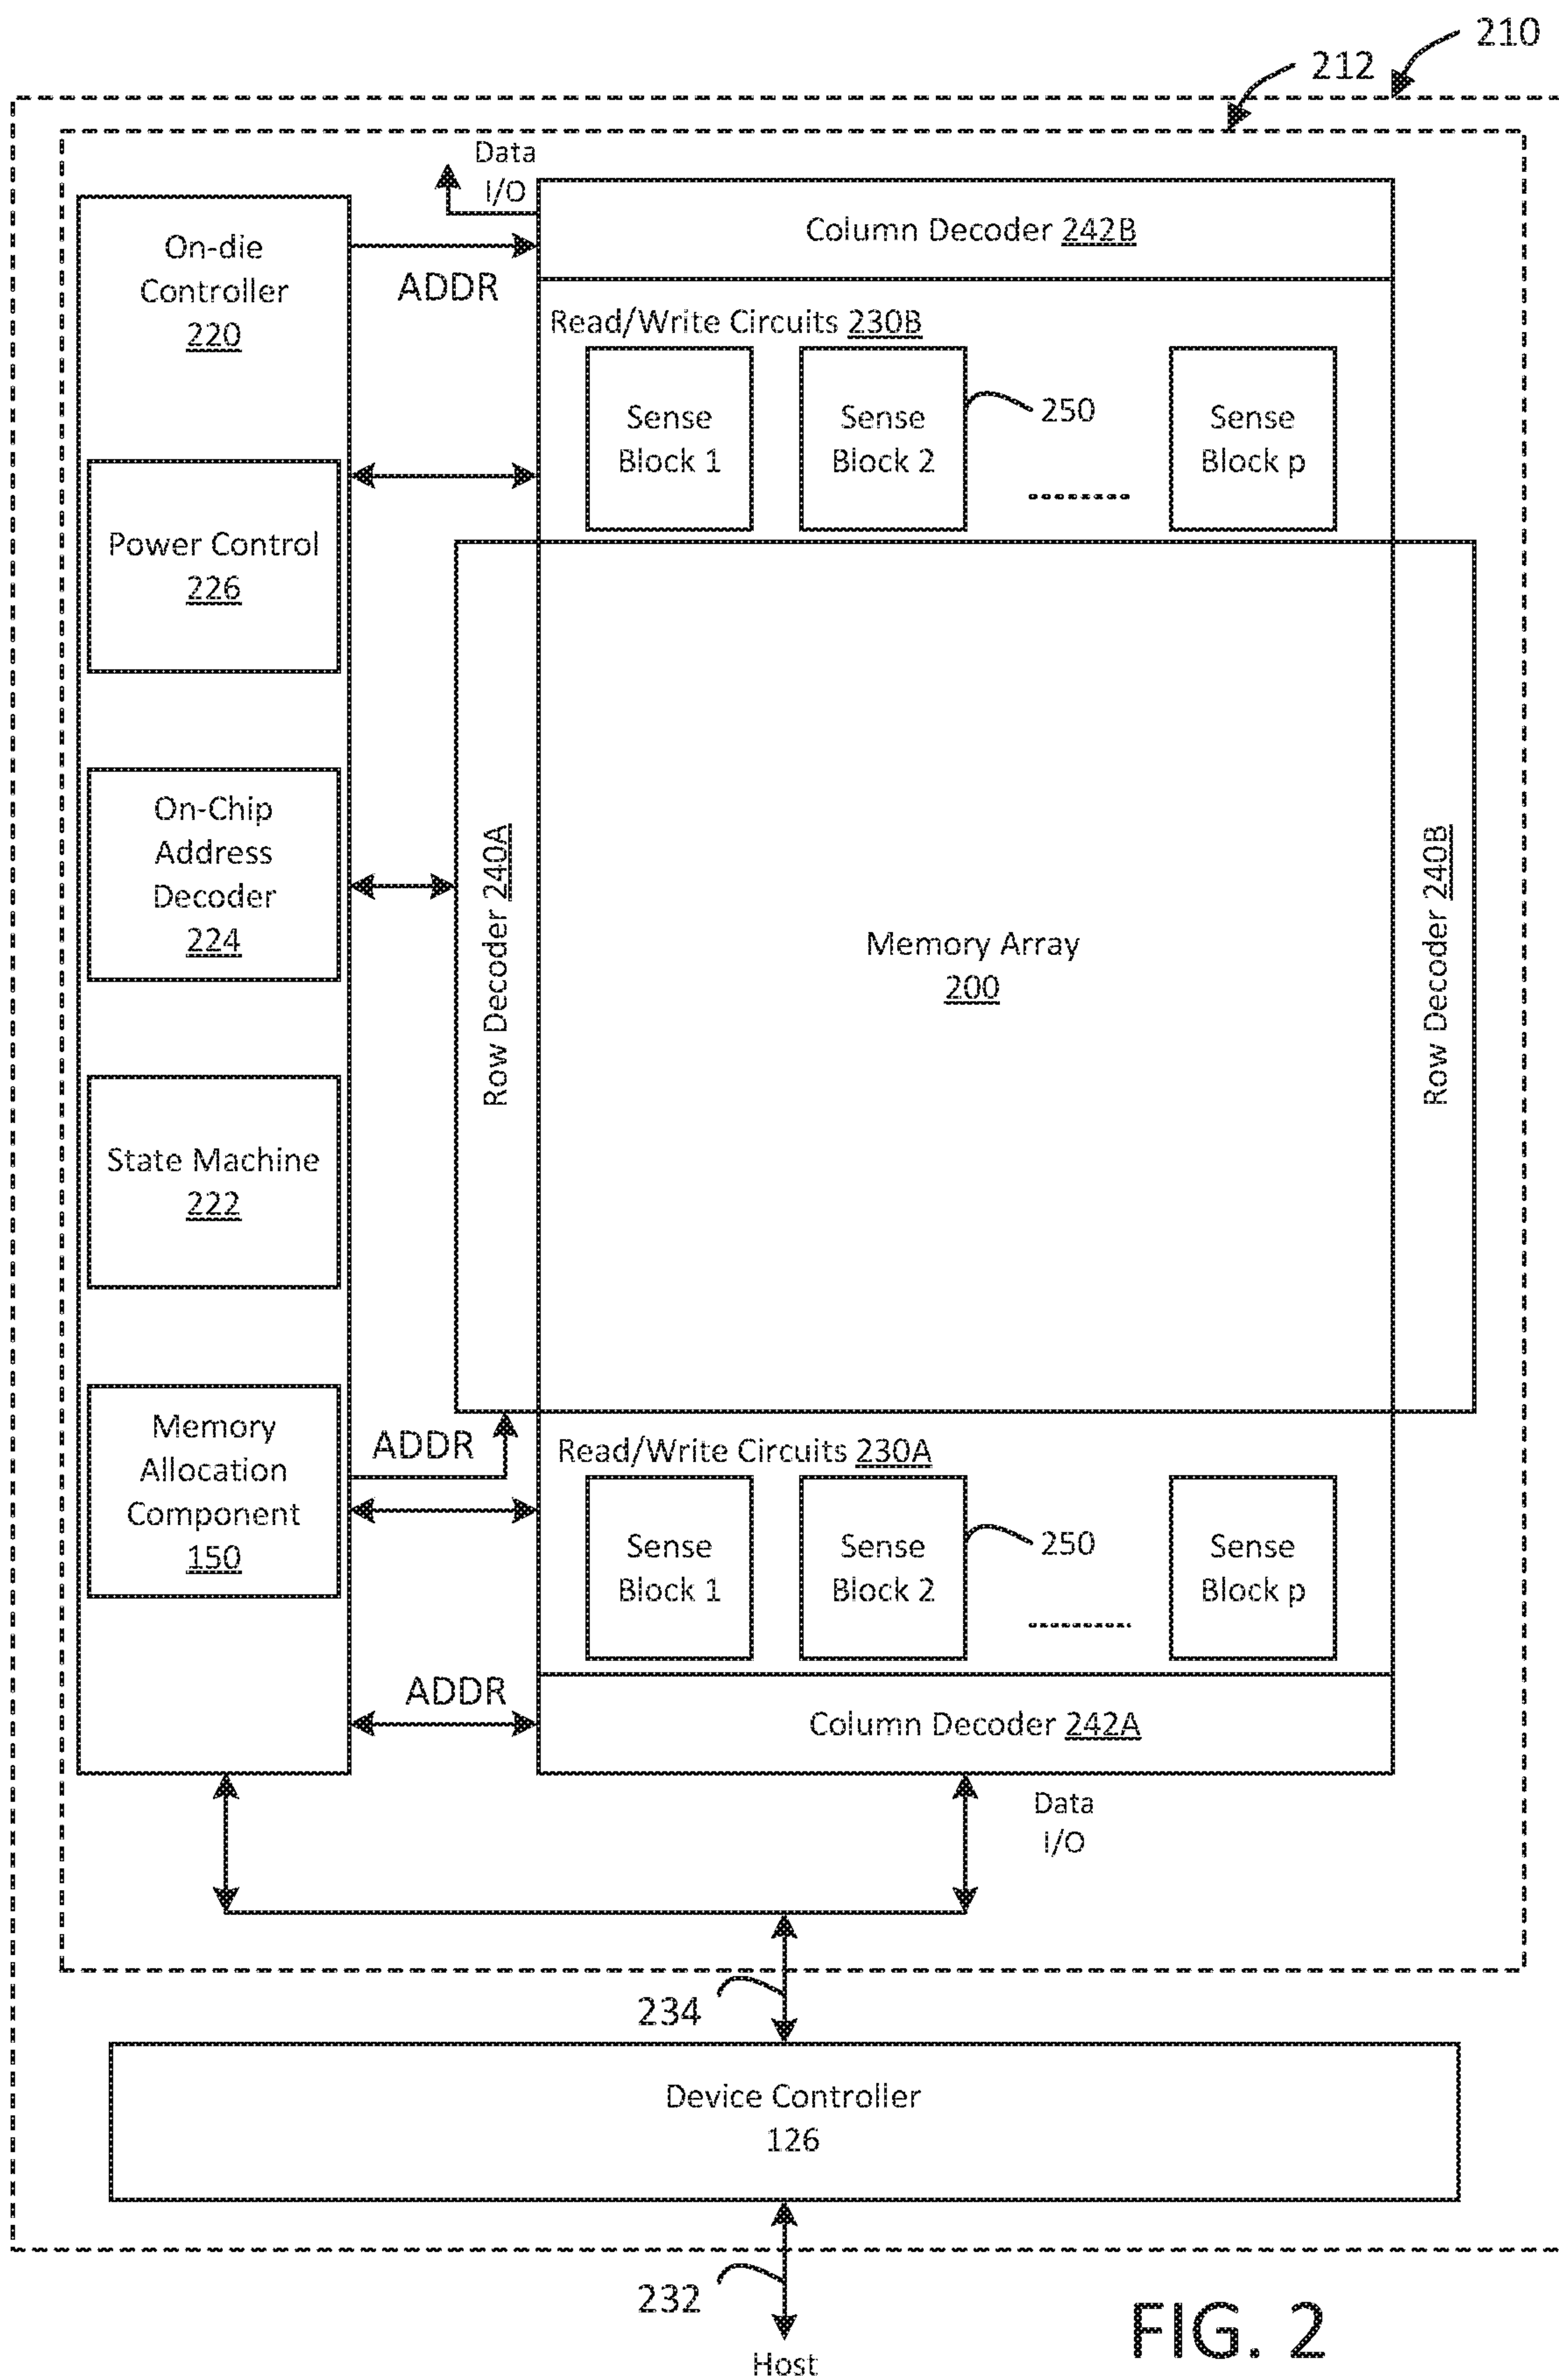 210
212
Data
I/O
Column Decoder 242B
On-die
Controller
220
ADDR
Read/Write Circuits 230B
Sense
Block 1
Sense
Block 2
250
Sense
Block p
Power Control
226
On-Chip
Address
Decoder
224
Row Decoder 240A
Memory Array
200
Row Decoder 240B
State Machine
222
Memory
Allocation
Component
150
ADDR
Read/Write Circuits 230A
Sense
Block 1
Sense
Block 2
250
Sense
Block p
ADDR
Column Decoder 242A
Data
I/O
234
Device Controller
126
232
Host
FIG. 2